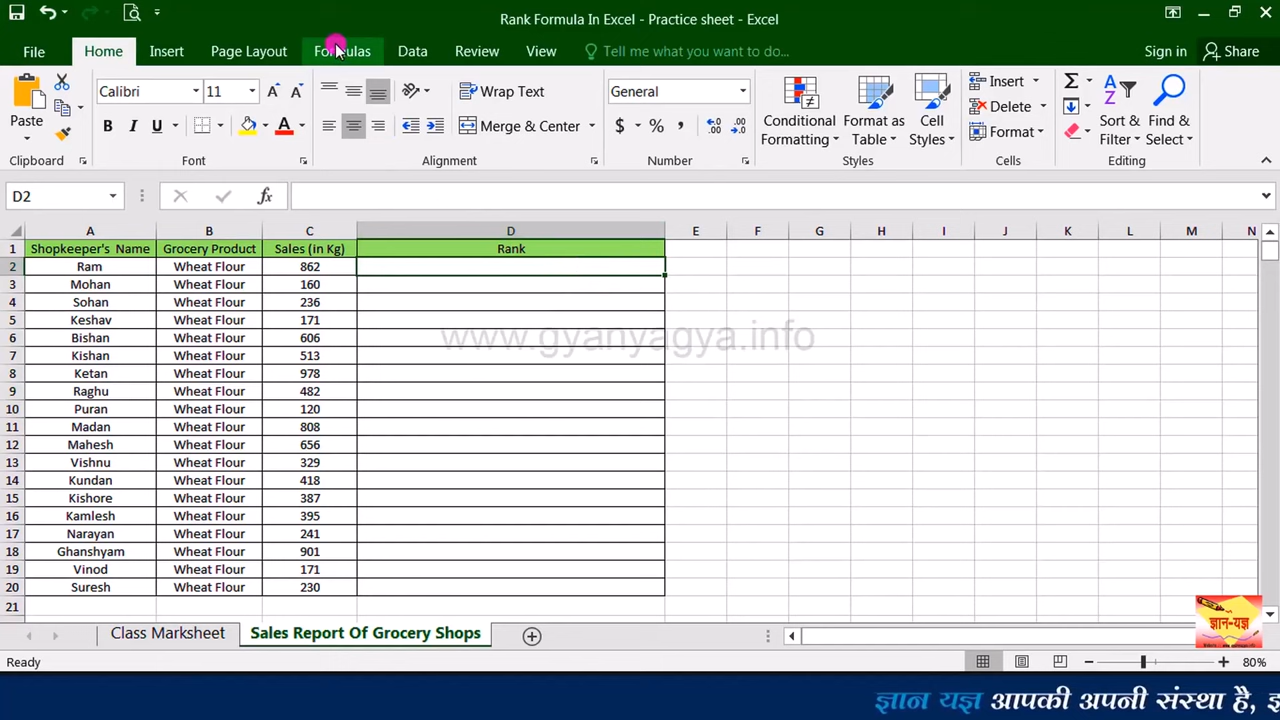 Rank Formula In Excel - Practice sheet - Excel
File Home Insert Page Layout Formulas Data Review View Tell me what you want to do... Sign in Share
Calibri 11 Wrap Text General Insert
Paste B I U Merge & Center $ % , Conditional Formatting Format as Table Cell Styles Delete Format Sort & Filter Find & Select
Clipboard Font Alignment Number Styles Cells Editing
D2 fx
A B C D E F G H I J K L M N
1 Shopkeeper's Name Grocery Product Sales (in Kg) Rank
2 Ram Wheat Flour 862
3 Mohan Wheat Flour 160
4 Sohan Wheat Flour 236
5 Keshav Wheat Flour 171
6 Bishan Wheat Flour 606
www.gyanyagya.info
7 Kishan Wheat Flour 513
8 Ketan Wheat Flour 978
9 Raghu Wheat Flour 482
10 Puran Wheat Flour 120
11 Madan Wheat Flour 808
12 Mahesh Wheat Flour 656
13 Vishnu Wheat Flour 329
14 Kundan Wheat Flour 418
15 Kishore Wheat Flour 387
16 Kamlesh Wheat Flour 395
17 Narayan Wheat Flour 241
18 Ghanshyam Wheat Flour 901
19 Vinod Wheat Flour 171
20 Suresh Wheat Flour 230
21
ज्ञान-यज्ञ
Class Marksheet Sales Report Of Grocery Shops
Ready 80%
ज्ञान यज्ञ आपकी अपनी संस्था है,